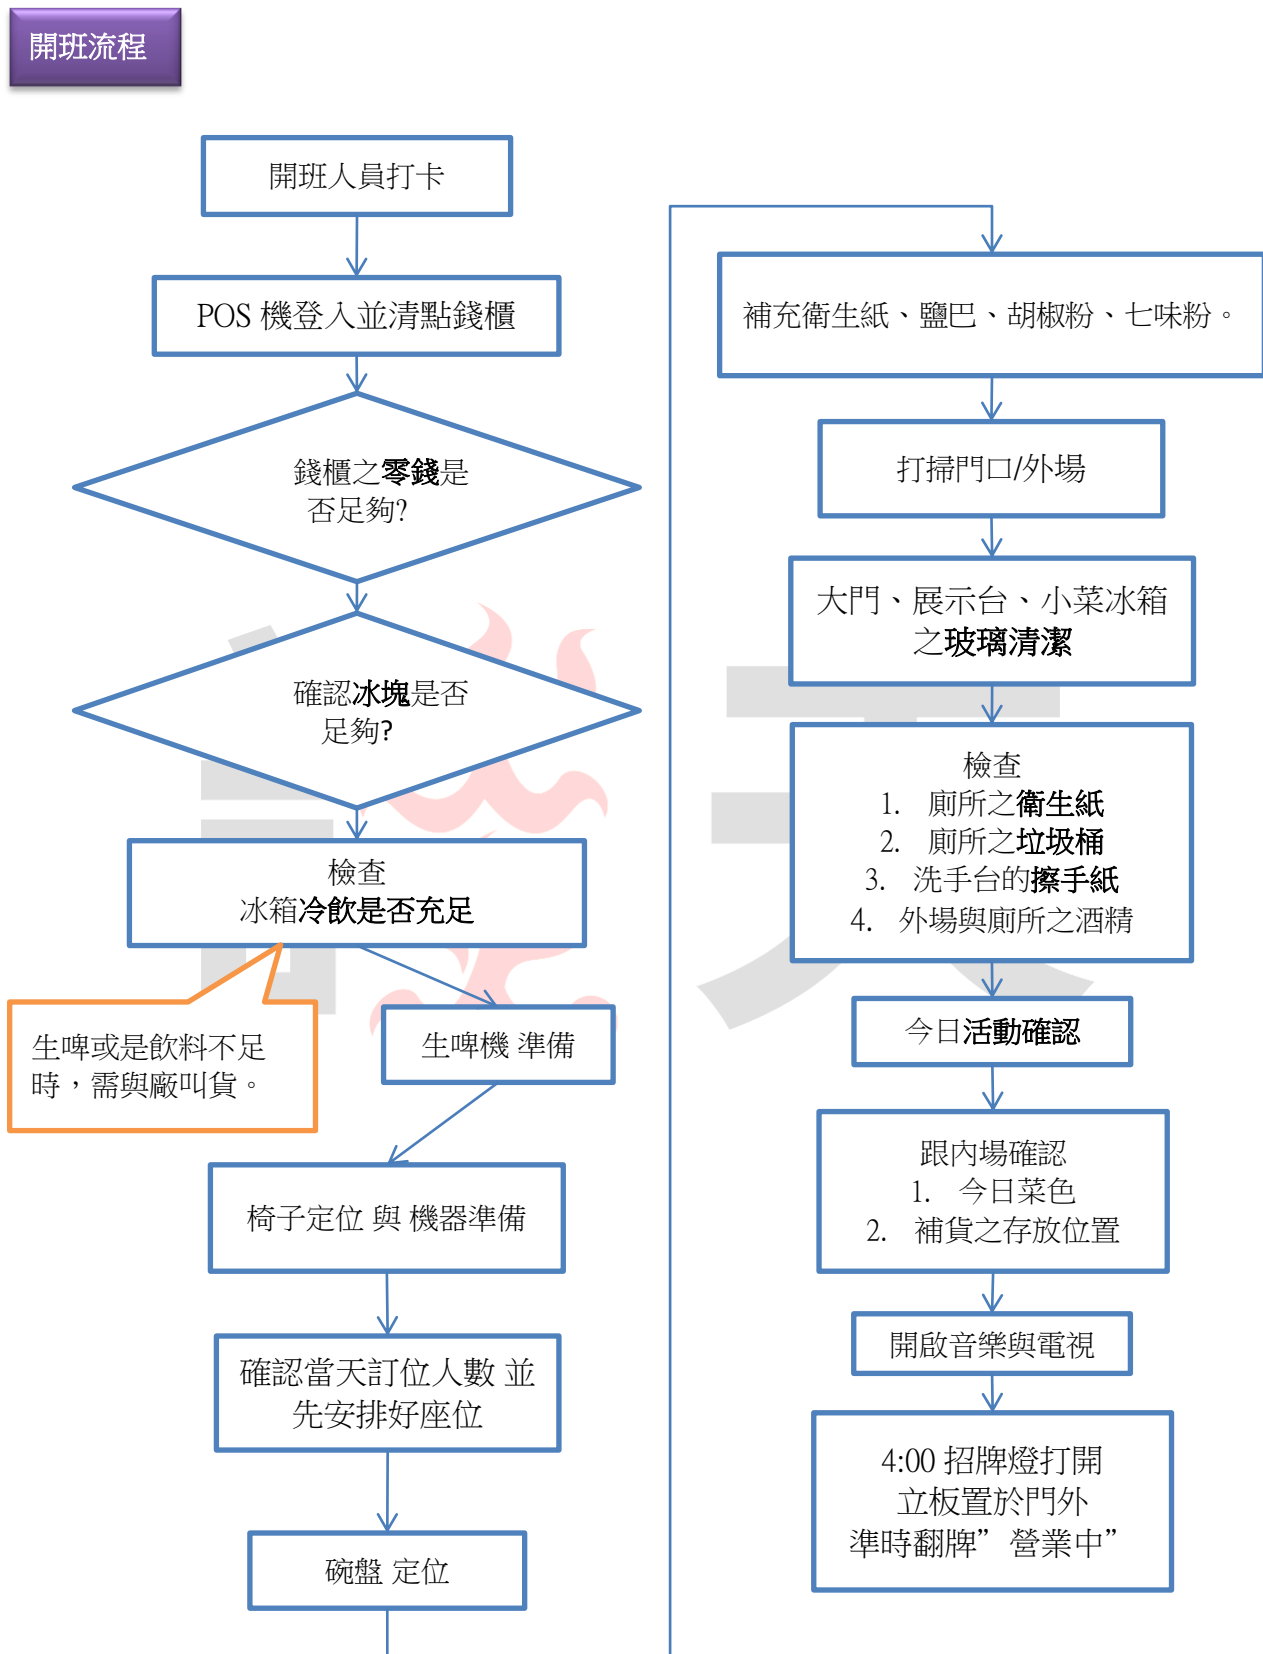 開班流程
開班人員打卡
POS 機登入並清點錢櫃
錢櫃之零錢是
否足夠?
確認冰塊是否
足夠?
檢查
冰箱冷飲是否充足
生啤或是飲料不足
時，需與廠叫貨。
生啤機 準備
椅子定位 與 機器準備
確認當天訂位人數 並
先安排好座位
碗盤 定位
補充衛生紙、鹽巴、胡椒粉、七味粉。
打掃門口/外場
大門、展示台、小菜冰箱
之玻璃清潔
檢查
1. 廁所之衛生紙
2. 廁所之垃圾桶
3. 洗手台的擦手紙
4. 外場與廁所之酒精
今日活動確認
跟內場確認
1. 今日菜色
2. 補貨之存放位置
開啟音樂與電視
4:00 招牌燈打開
立板置於門外
準時翻牌”營業中”